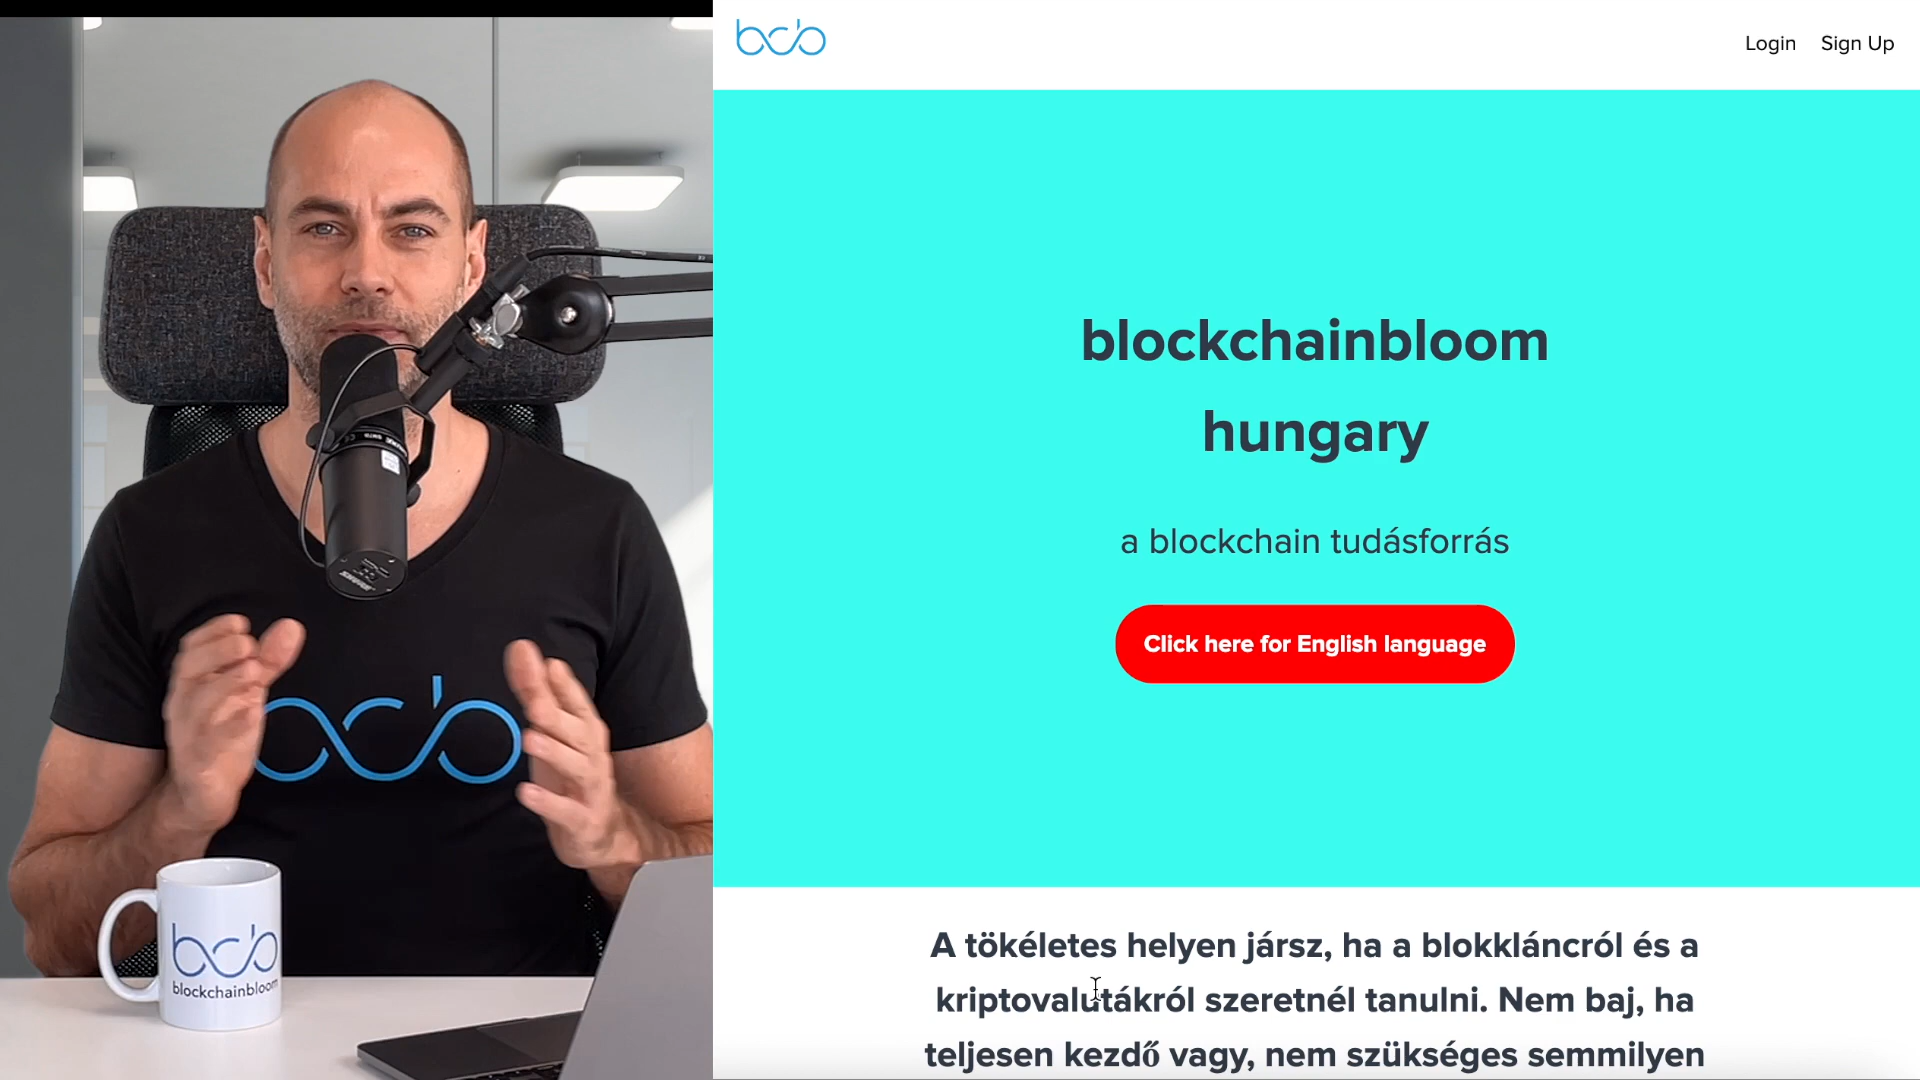 bcb
Login Sign Up
blockchainbloom
hungary
a blockchain tudásforrás
Click here for English language
A tökéletes helyen jársz, ha a blokkláncról és a
kriptovalutákról szeretnél tanulni. Nem baj, ha
teljesen kezdő vagy, nem szükséges semmilyen
SHURE
bcb
bcb
blockchainbloom